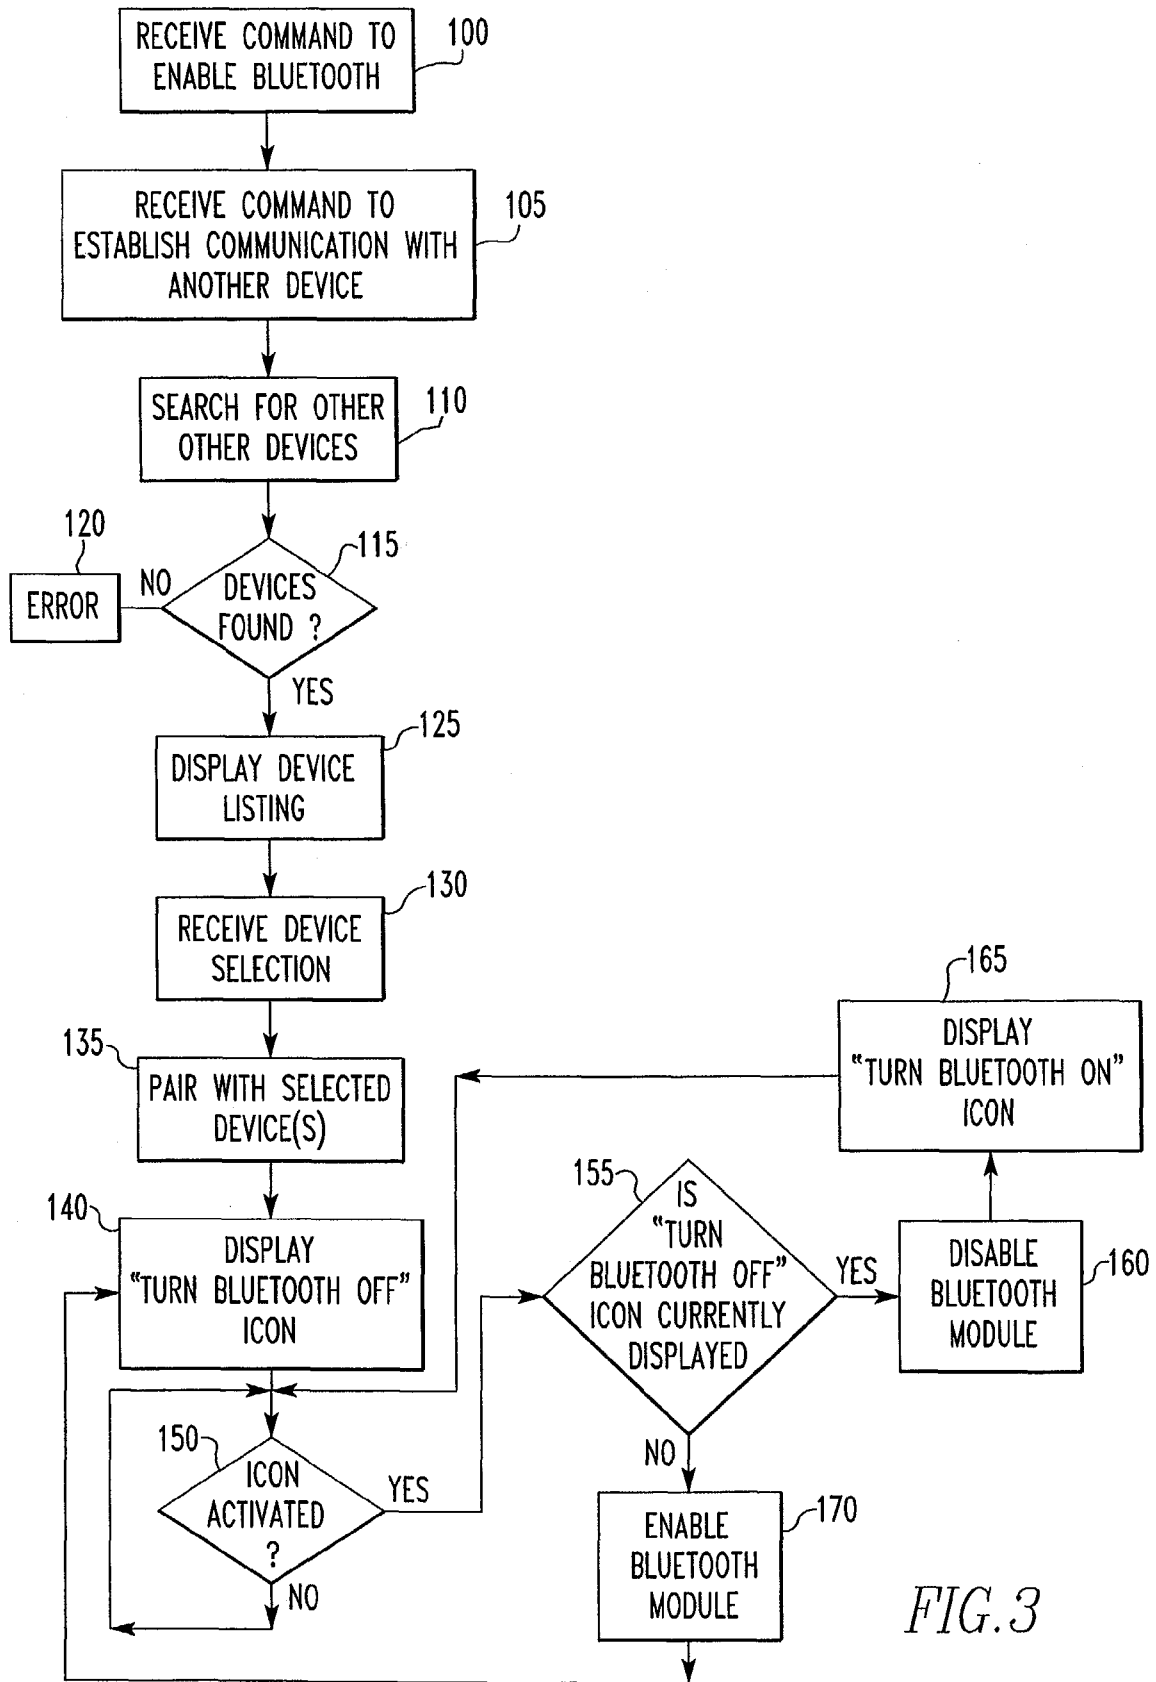 RECEIVE COMMAND TO
ENABLE BLUETOOTH
100
RECEIVE COMMAND TO
ESTABLISH COMMUNICATION WITH
ANOTHER DEVICE
105
SEARCH FOR OTHER
OTHER DEVICES
110
120
ERROR
NO
DEVICES
FOUND ?
115
YES
125
DISPLAY DEVICE
LISTING
130
RECEIVE DEVICE
SELECTION
135
PAIR WITH SELECTED
DEVICE(S)
140
DISPLAY
"TURN BLUETOOTH OFF"
ICON
150
ICON
ACTIVATED
?
YES
NO
155
IS
"TURN
BLUETOOTH OFF"
ICON CURRENTLY
DISPLAYED
YES
NO
DISABLE
BLUETOOTH
MODULE
160
165
DISPLAY
"TURN BLUETOOTH ON"
ICON
ENABLE
BLUETOOTH
MODULE
170
FIG.3